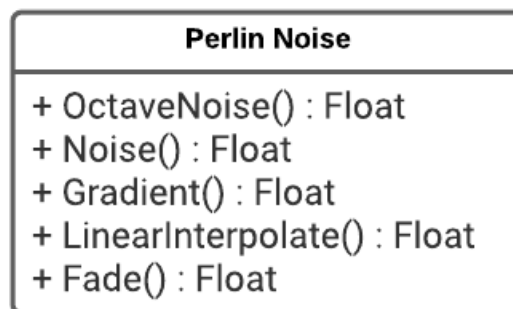 Perlin Noise
+ OctaveNoise() : Float
+ Noise() : Float
+ Gradient() : Float
+ LinearInterpolate() : Float
+ Fade() : Float